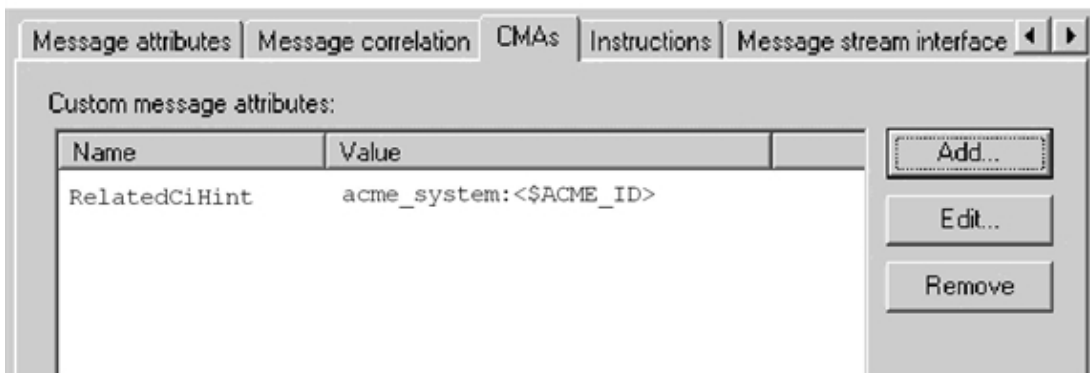 Message attributes Message correlation CMAs Instructions Message stream interface
Custom message attributes:
Name Value
Add...
RelatedCiHint acme_system:<$ACME_ID>
Edit...
Remove